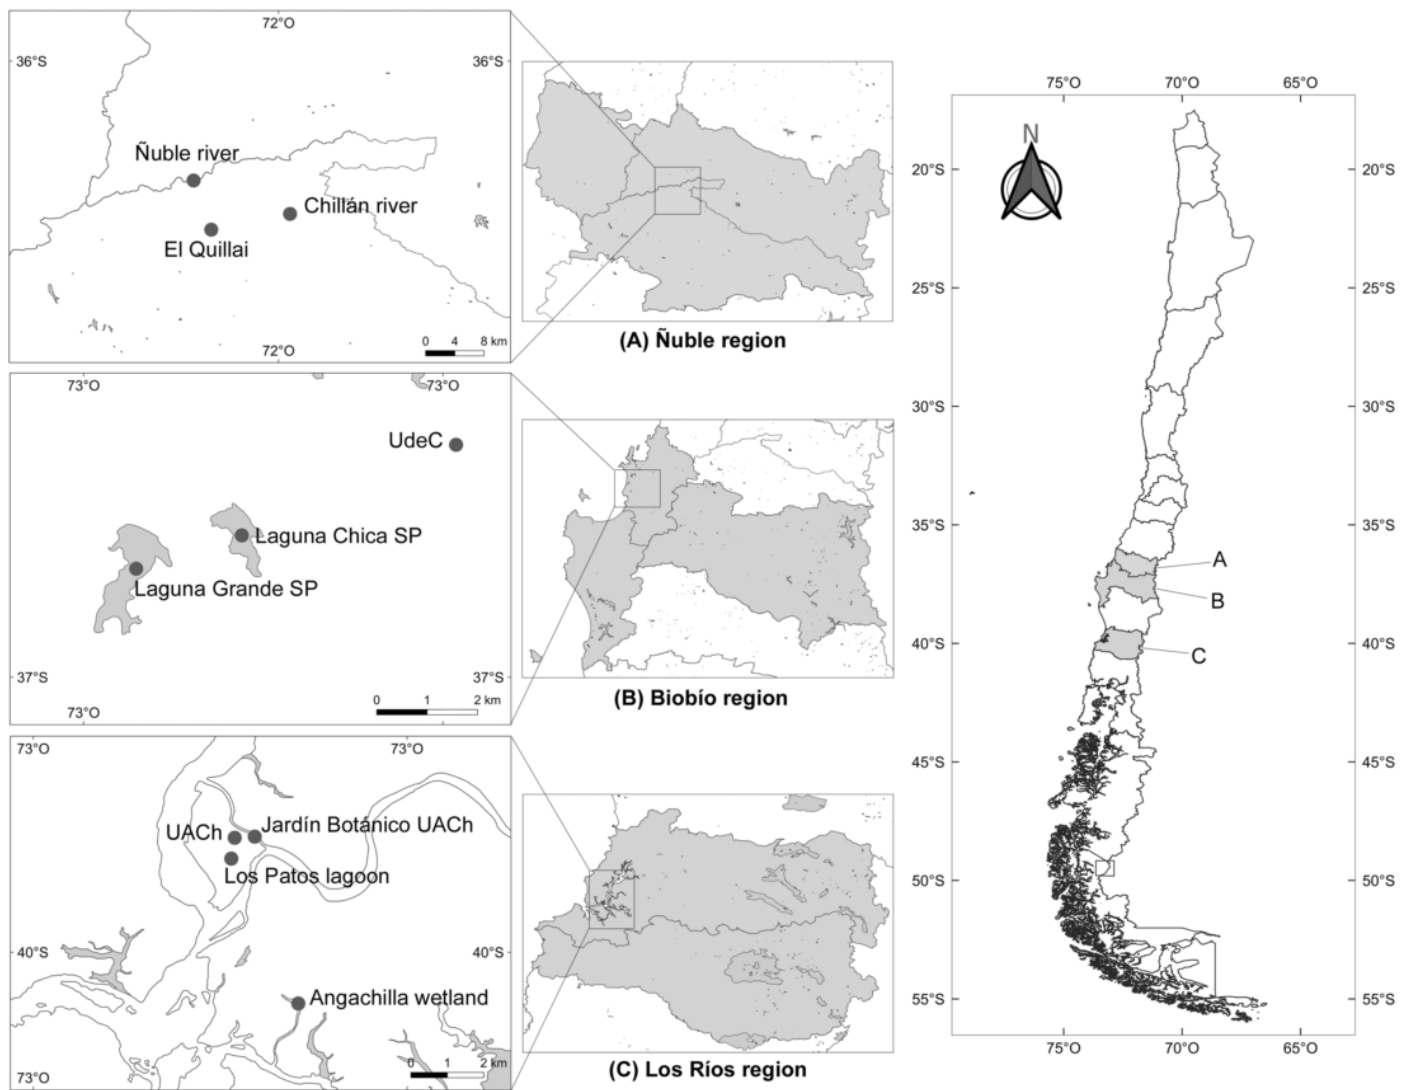 72°O
36°S
36°S
Ñuble river
Chillán river
El Quillai
0 4 8 km
72°O
(A) Ñuble region
73°O
73°O
UdeC
Laguna Chica SP
Laguna Grande SP
37°S
37°S
0 1 2 km
73°O
(B) Biobío region
73°O
73°O
UACh
Jardín Botánico UACh
Los Patos lagoon
40°S
40°S
Angachilla wetland
0 1 2 km
73°O
73°O
(C) Los Ríos region
75°O 70°O 65°O
N
20°S 20°S
25°S 25°S
30°S 30°S
35°S 35°S
A
B
40°S 40°S
C
45°S 45°S
50°S 50°S
55°S 55°S
75°O 70°O 65°O